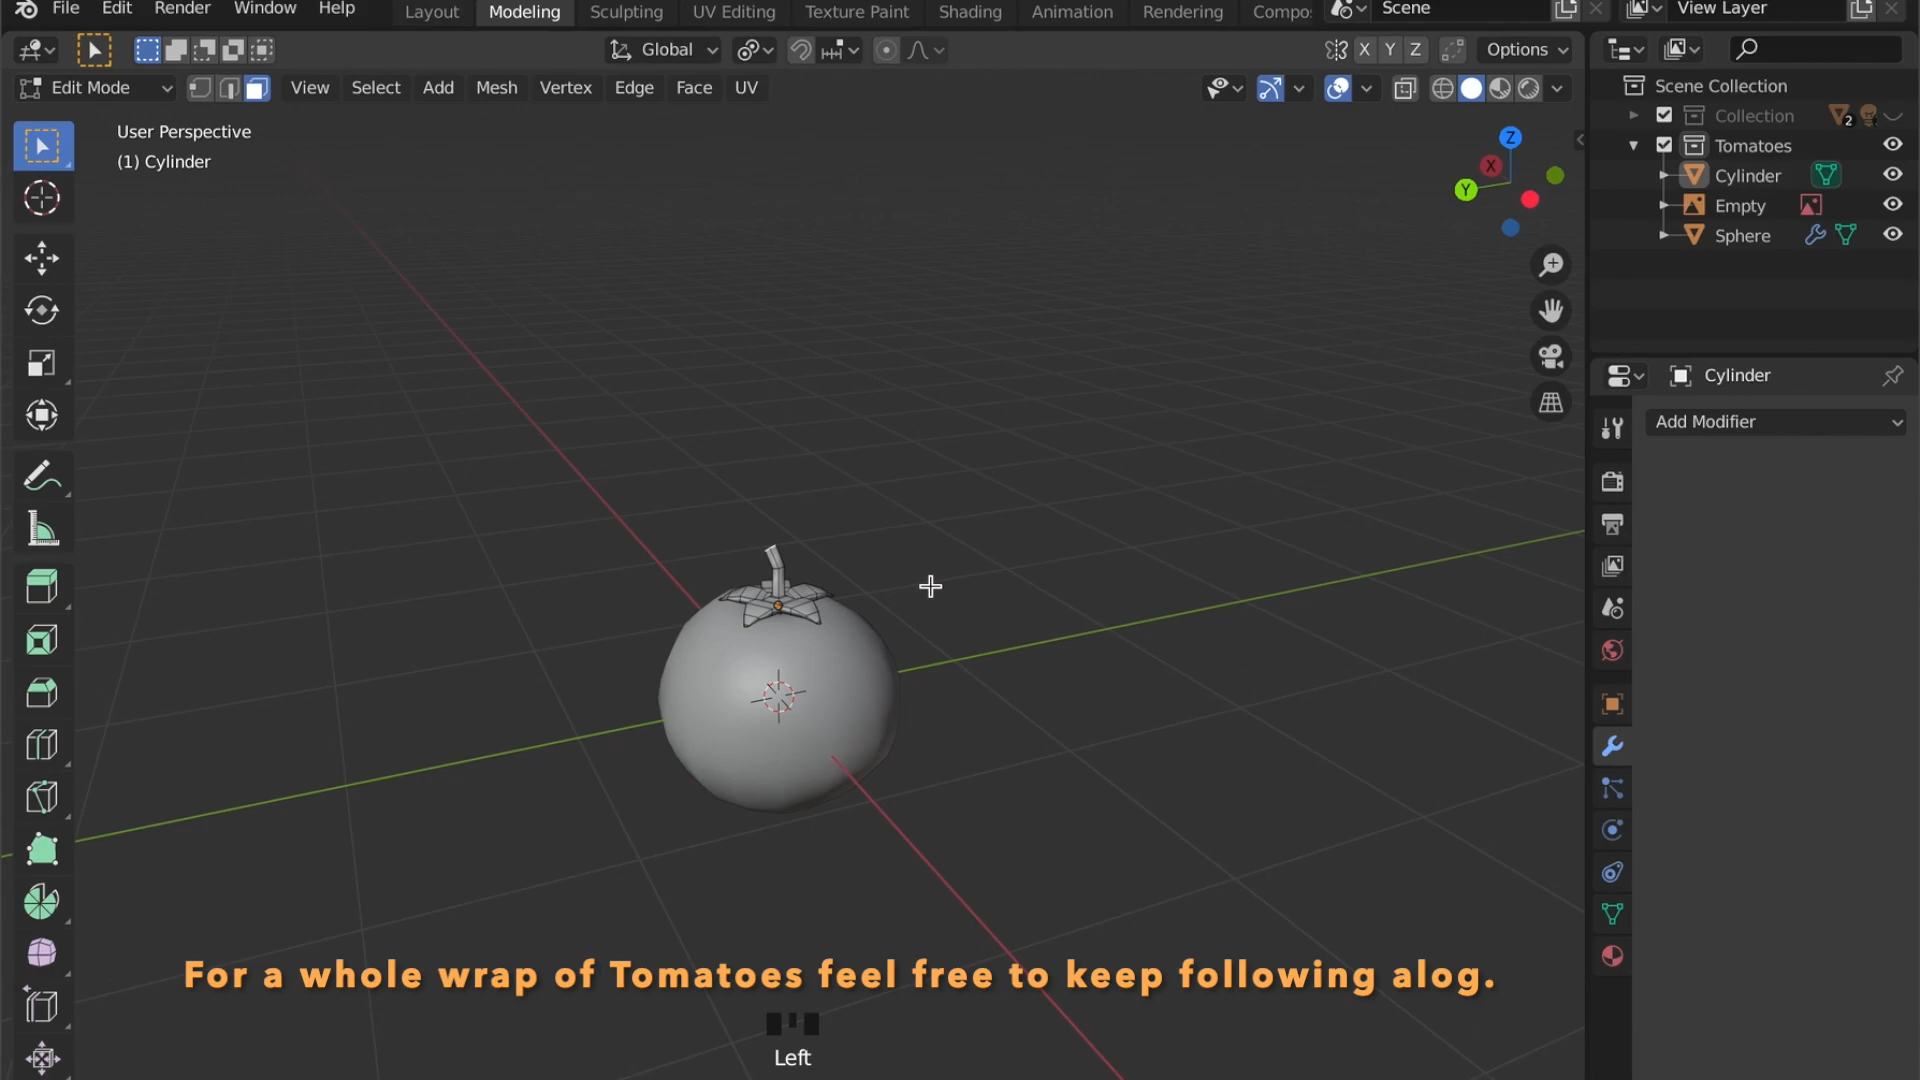 File Edit Render Window Help Layout Modeling Sculpting UV Editing Texture Paint Shading Animation Rendering Compo Scene View Layer
Global X Y Z Options
Edit Mode View Select Add Mesh Vertex Edge Face UV
Scene Collection
Collection 2
Tomatoes
Cylinder
Empty
Sphere
User Perspective
(1) Cylinder
Z
X
Y
Cylinder
Add Modifier
For a whole wrap of Tomatoes feel free to keep following alog.
Left